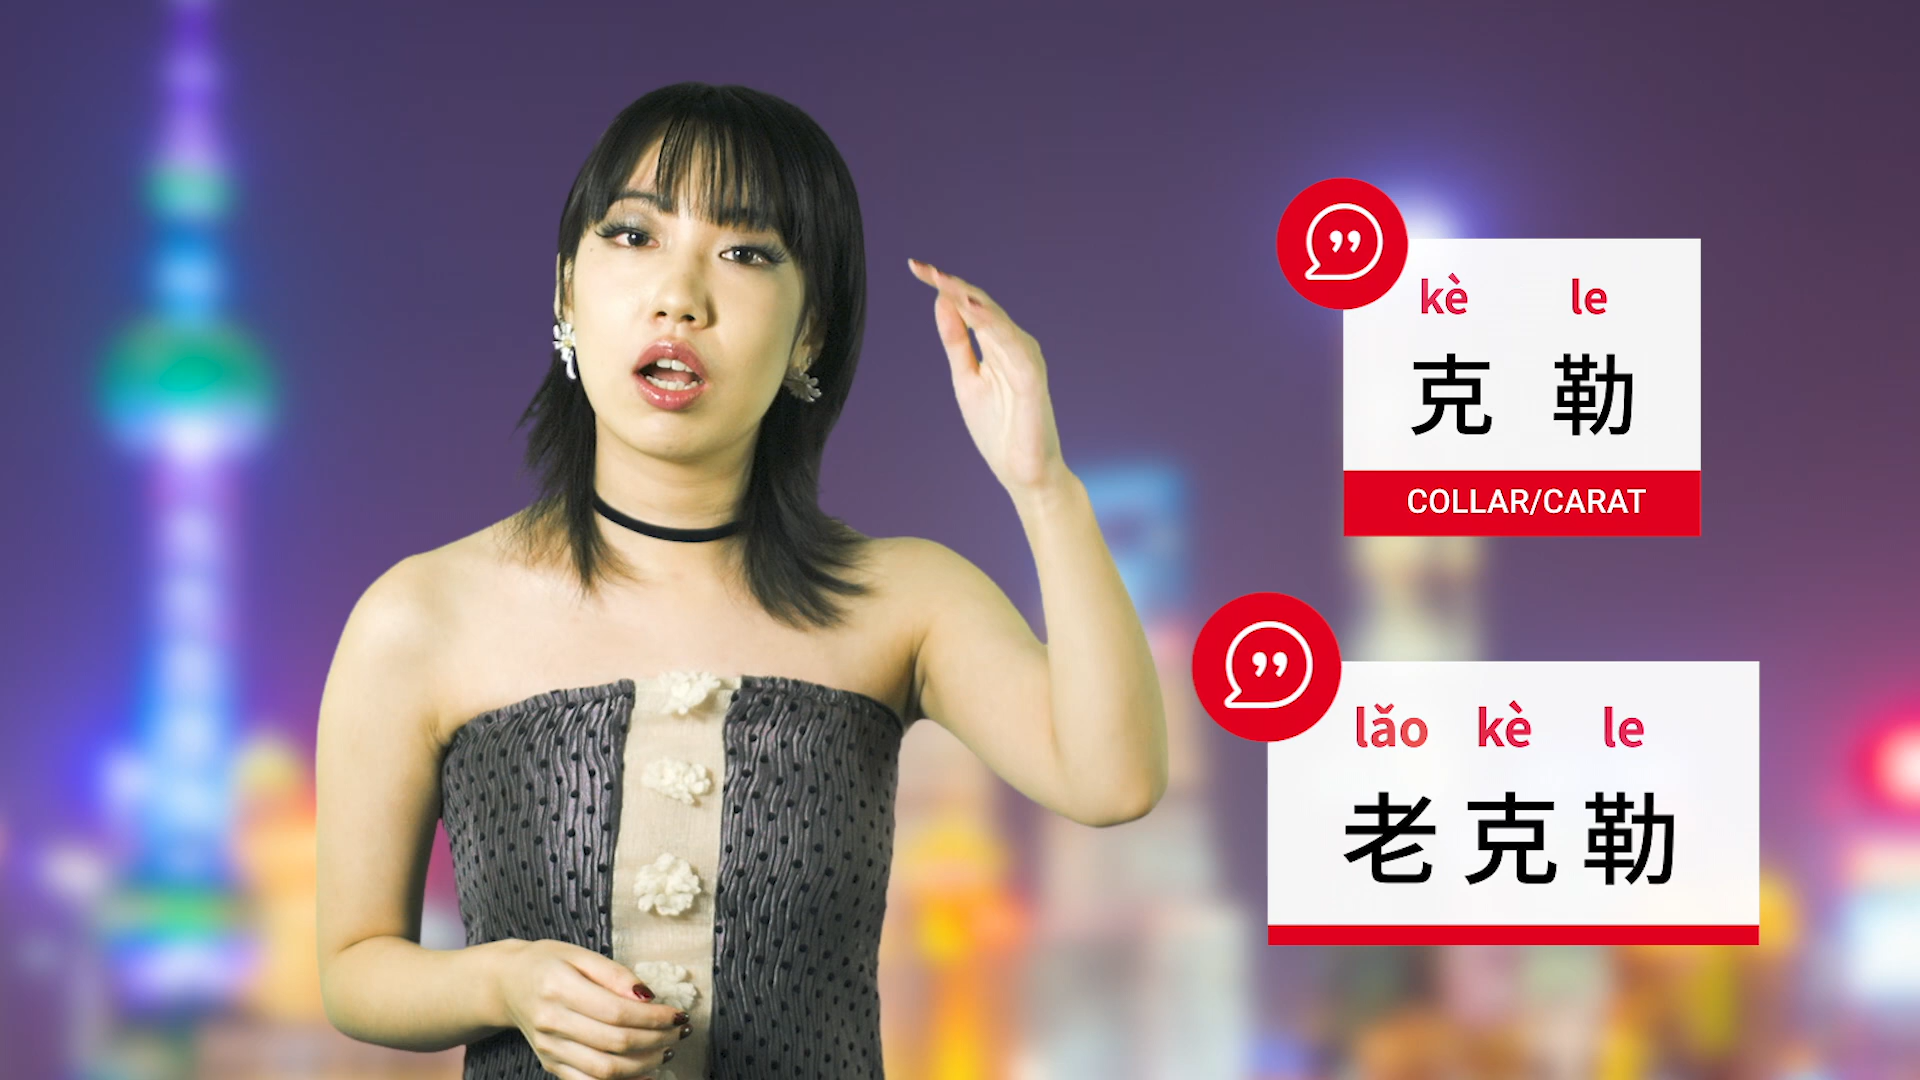 kè le
克勒
COLLAR/CARAT
lǎo kè le
老克勒